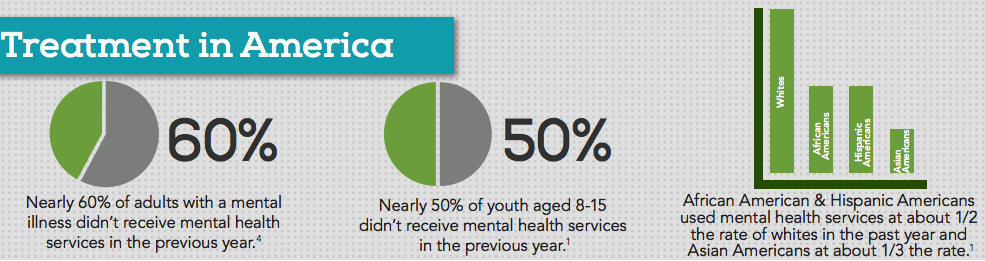 Treatment in America
60%
Nearly 60% of adults with a mental
illness didn’t receive mental health
services in the previous year.4
50%
Nearly 50% of youth aged 8-15
didn’t receive mental health services
in the previous year.1
Whites
African
Americans
Hispanic
Americans
Asian
Americans
African American & Hispanic Americans
used mental health services at about 1/2
the rate of whites in the past year and
Asian Americans at about 1/3 the rate.1